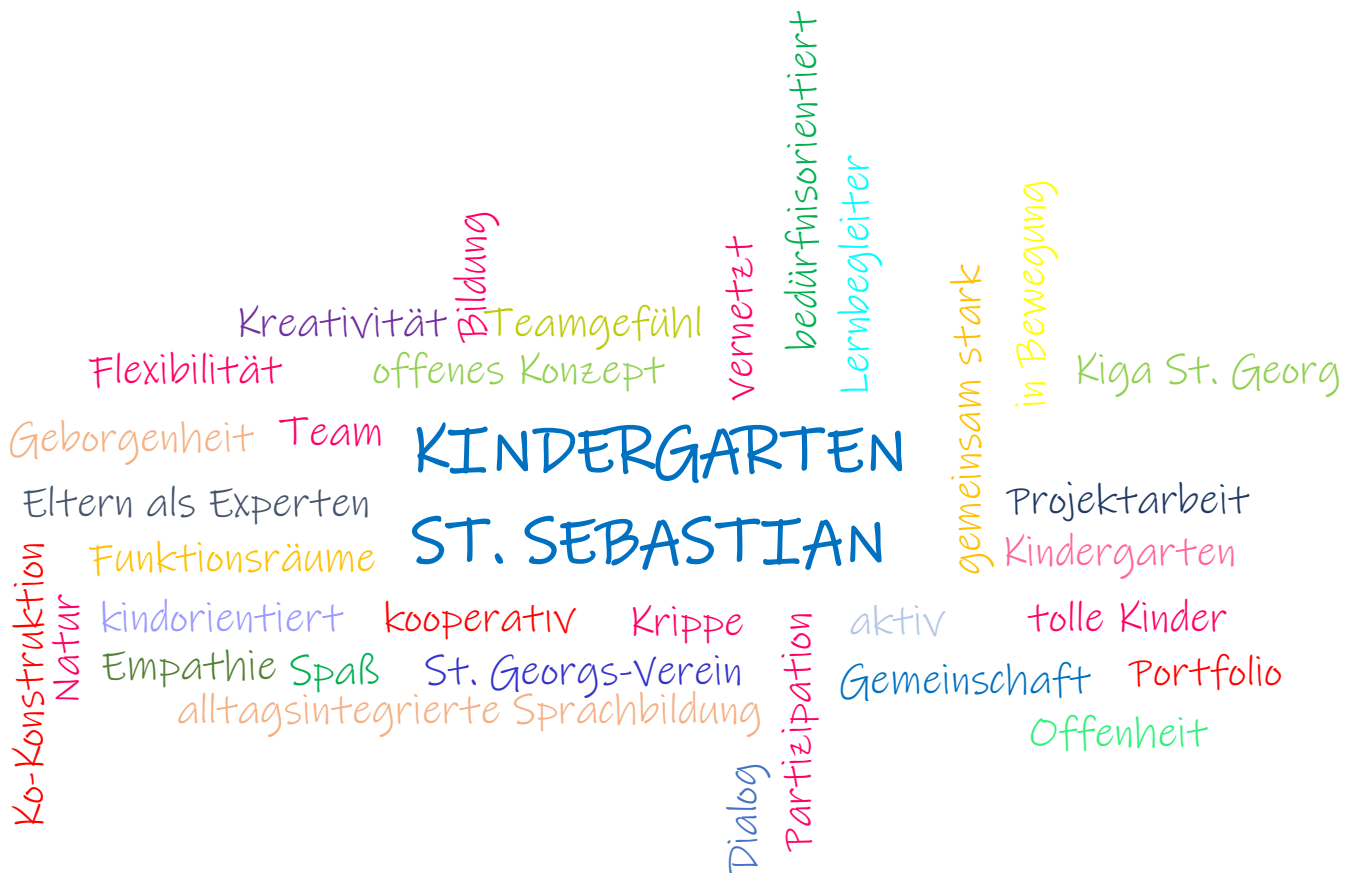 bedürfnisorientiert
Lernbegleiter
in Bewegung
Bildung
vernetzt
gemeinsam stark
Kreativität
Teamgefühl
Flexibilität
offenes Konzept
Kiga St. Georg
Geborgenheit
Team
KINDERGARTEN
Eltern als Experten
Projektarbeit
ST. SEBASTIAN
Funktionsräume
Kindergarten
Ko-Konstruktion
Natur
kindorientiert
kooperativ
Krippe
Partizipation
aktiv
tolle Kinder
Empathie
Spaß
St. Georgs-Verein
Gemeinschaft
Portfolio
alltagsintegrierte Sprachbildung
Offenheit
Dialog